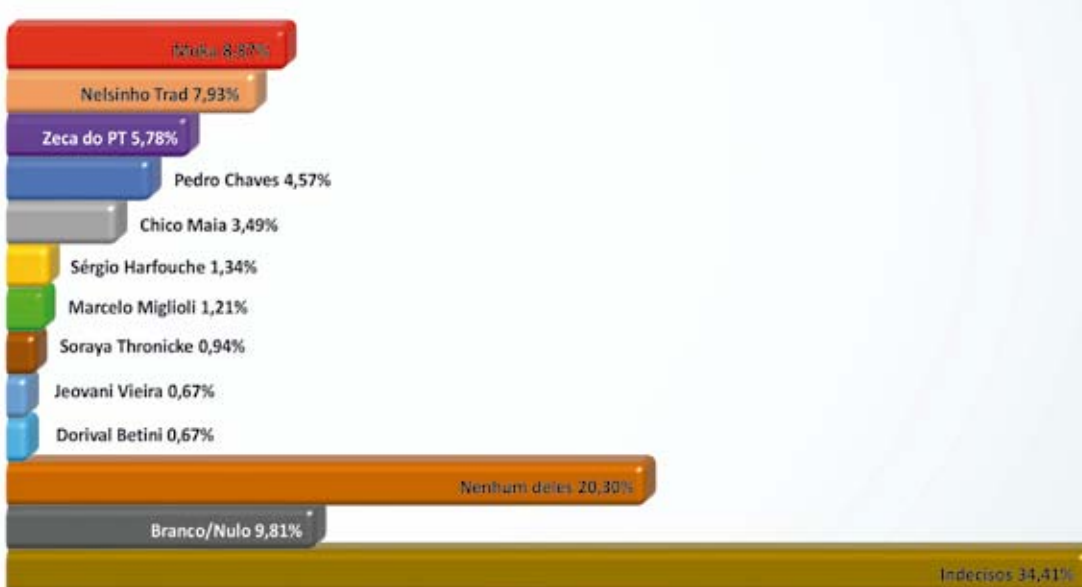 Moka 8,87%
Nelsinho Trad 7,93%
Zeca do PT 5,78%
Pedro Chaves 4,57%
Chico Maia 3,49%
Sérgio Harfouche 1,34%
Marcelo Miglioli 1,21%
Soraya Thronicke 0,94%
Jeovani Vieira 0,67%
Dorival Betini 0,67%
Nenhum deles 20,30%
Branco/Nulo 9,81%
Indecisos 34,41%